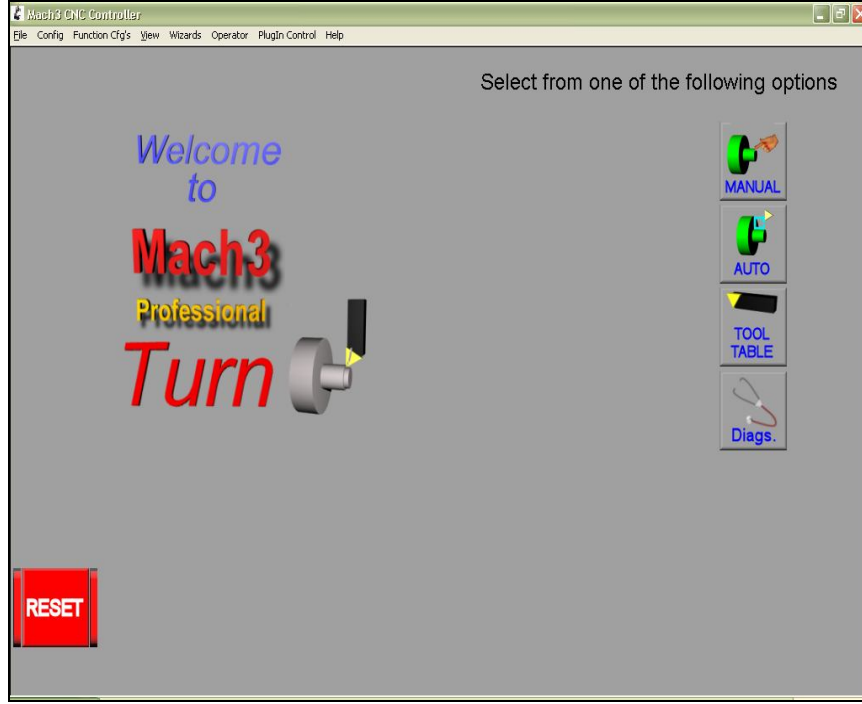 Mach3 CNC Controller
File Config Function Cfg's View Wizards Operator PlugIn Control Help
Select from one of the following options
Welcome
to
Mach3
Professional
Turn
MANUAL
AUTO
TOOL
TABLE
Diags.
RESET